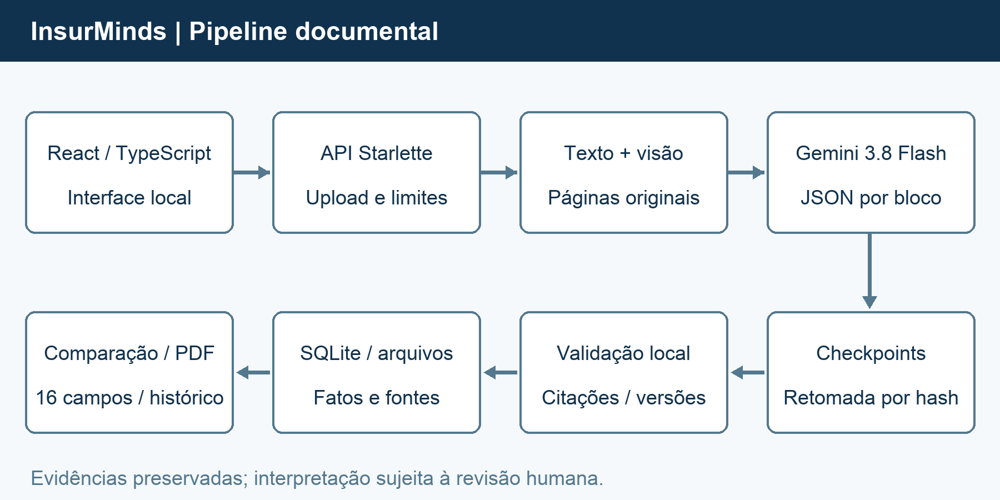 InsurMinds | Pipeline documental
React / TypeScript
Interface local
API Starlette
Upload e limites
Texto + visão
Páginas originais
Gemini 3.8 Flash
JSON por bloco
Comparação / PDF
16 campos / histórico
SQLite / arquivos
Fatos e fontes
Validação local
Citações / versões
Checkpoints
Retomada por hash
Evidências preservadas; interpretação sujeita à revisão humana.